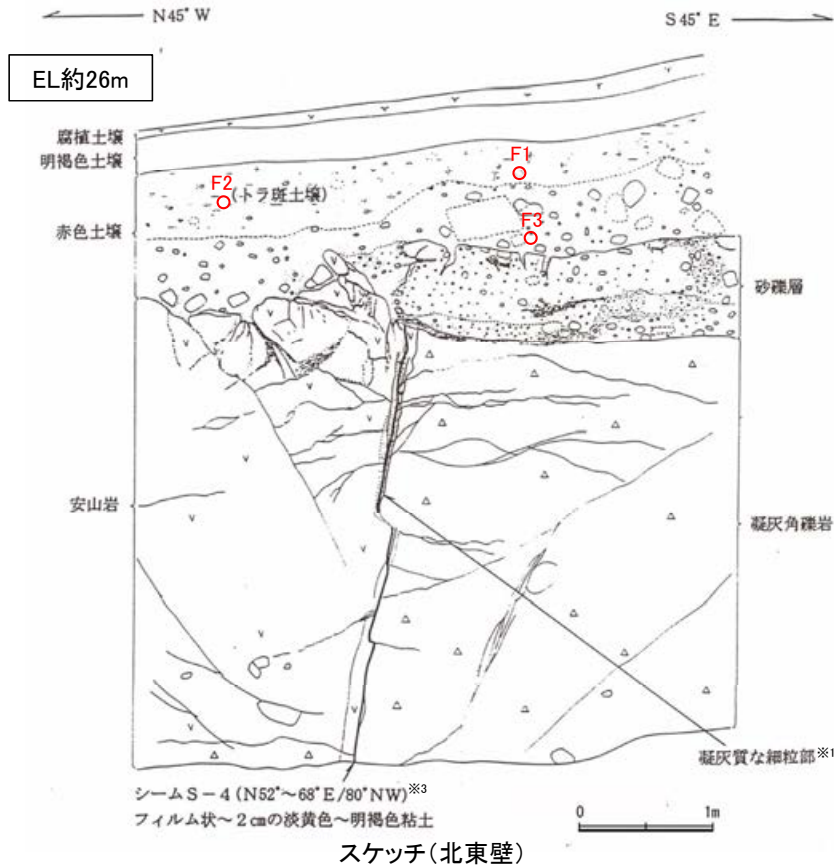 N45°W
S45°E
EL約26m
腐植土壌
明褐色土壌
F1
F2
(トラ斑土壌)
赤色土壌
F3
砂礫層
安山岩
凝灰角礫岩
凝灰質な細粒部※1
シームS-4(N52°～68°E/80°NW)※3
フィルム状～2cmの淡黄色～明褐色粘土
0 1m
スケッチ(北東壁)